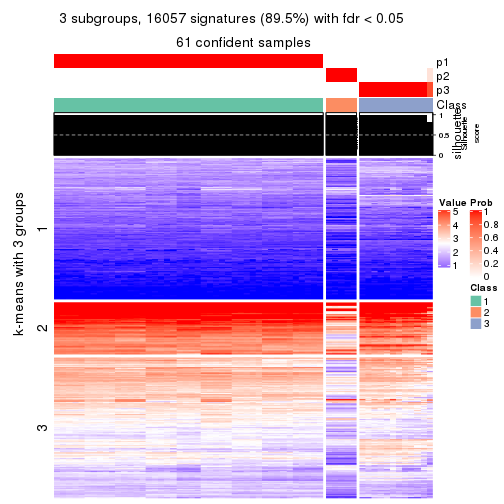 3 subgroups, 16057 signatures (89.5%) with fdr < 0.05
61 confident samples
p1
p2
p3
Class
1
0.5
0
silhouette
Silhouette
score
k-means with 3 groups
1
2
3
Value
5
4
3
2
1
Prob
1
0.8
0.6
0.4
0.2
0
Class
1
2
3